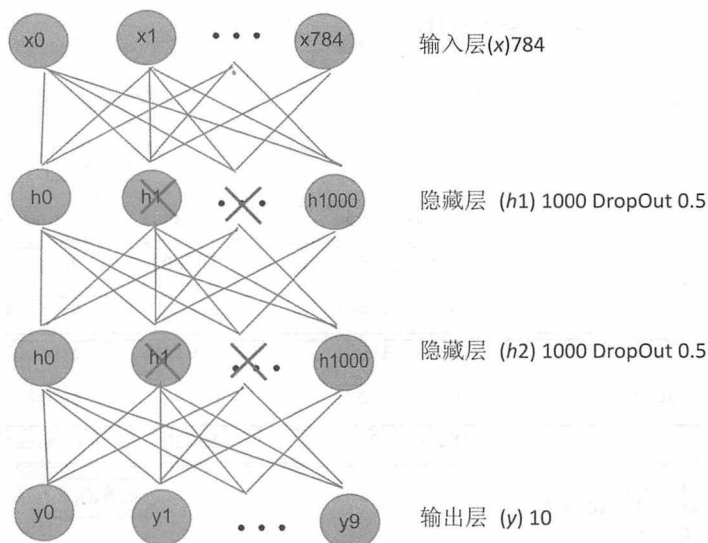 x0 x1 • • • x784 输入层(x)784
h0 h1 • • • h1000 隐藏层 (h1) 1000 DropOut 0.5
h0 h1 • • • h1000 隐藏层 (h2) 1000 DropOut 0.5
y0 y1 • • • y9 输出层 (y) 10